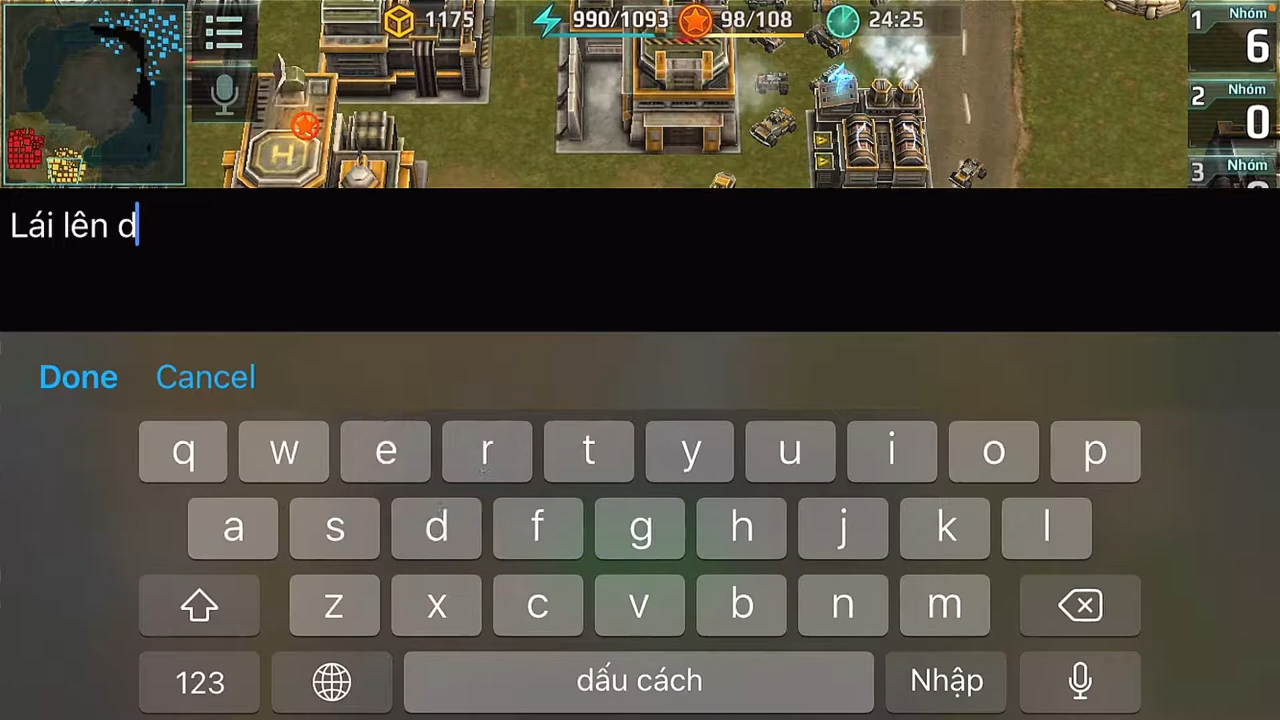 1175
990/1093
98/108
24:25
1 Nhóm
6
2 Nhóm
0
3 Nhóm
H
Lái lên d
Done Cancel
q w e r t y u i o p
a s d f g h j k l
z x c v b n m
123 dấu cách Nhập